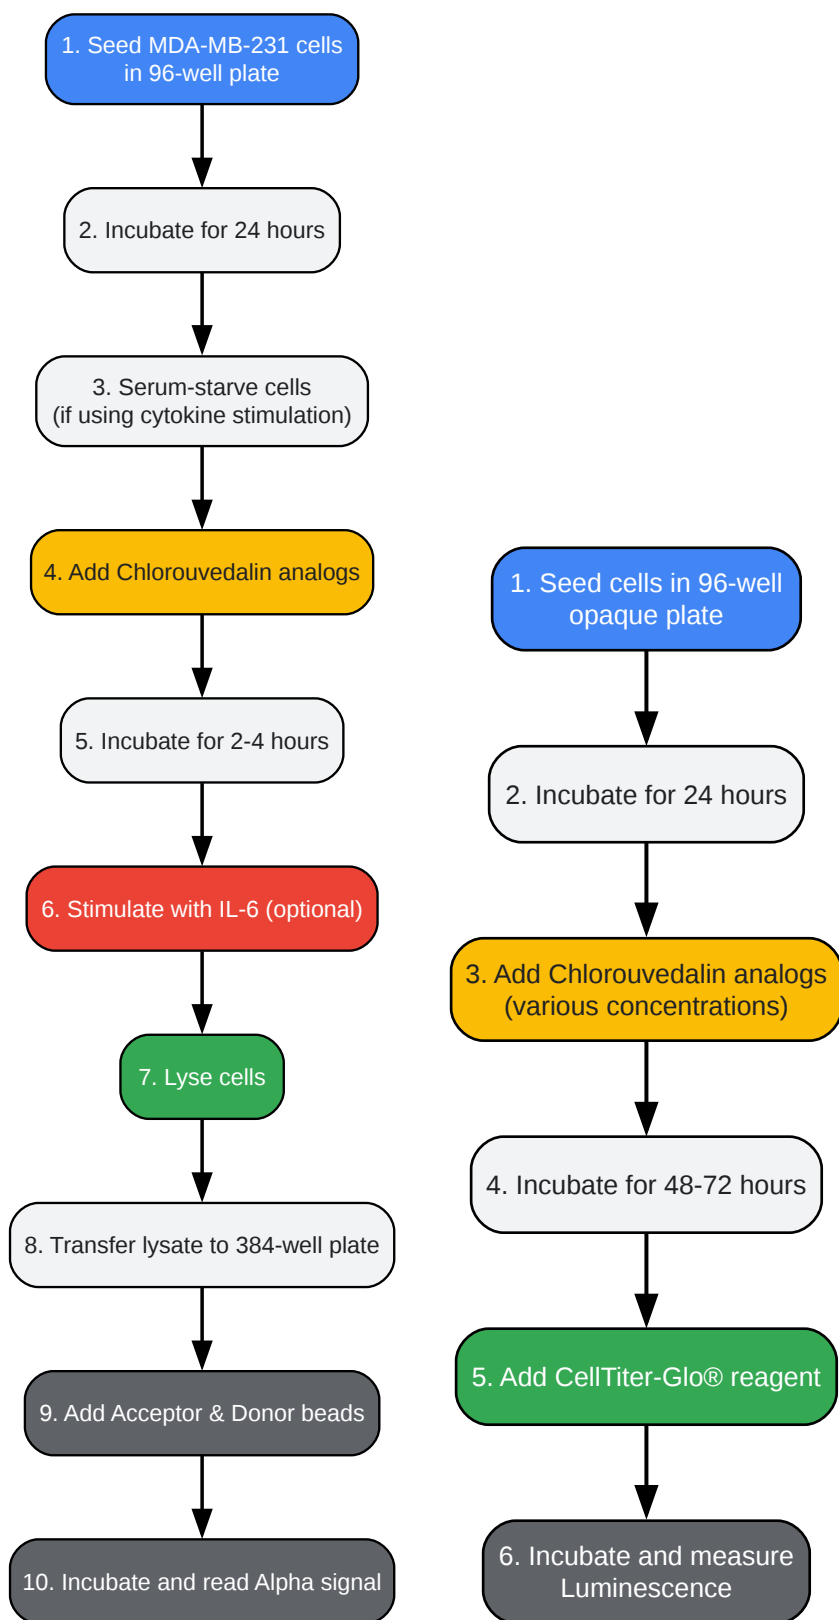 1. Seed MDA-MB-231 cells
in 96-well plate
2. Incubate for 24 hours
3. Serum-starve cells
(if using cytokine stimulation)
4. Add Chlorouvedalin analogs
5. Incubate for 2-4 hours
6. Stimulate with IL-6 (optional)
7. Lyse cells
8. Transfer lysate to 384-well plate
9. Add Acceptor & Donor beads
10. Incubate and read Alpha signal
1. Seed cells in 96-well
opaque plate
2. Incubate for 24 hours
3. Add Chlorouvedalin analogs
(various concentrations)
4. Incubate for 48-72 hours
5. Add CellTiter-Glo® reagent
6. Incubate and measure
Luminescence